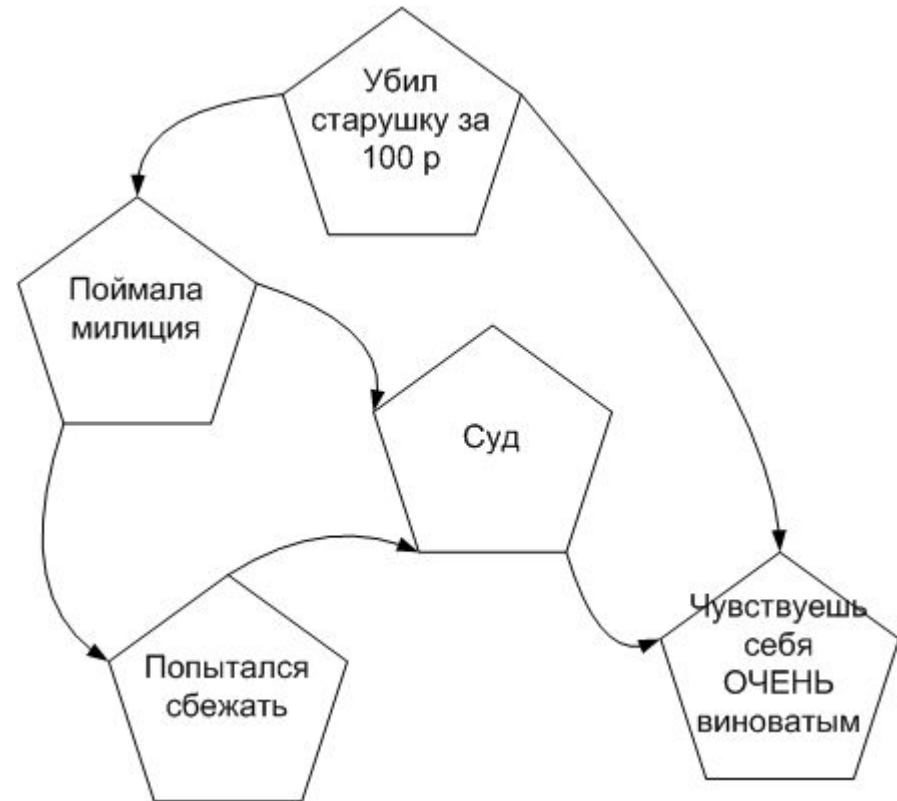 Убил
старушку за
100 р
Поймала
милиция
Суд
Попытался
сбежать
Чувствуешь
себя
ОЧЕНЬ
виноватым